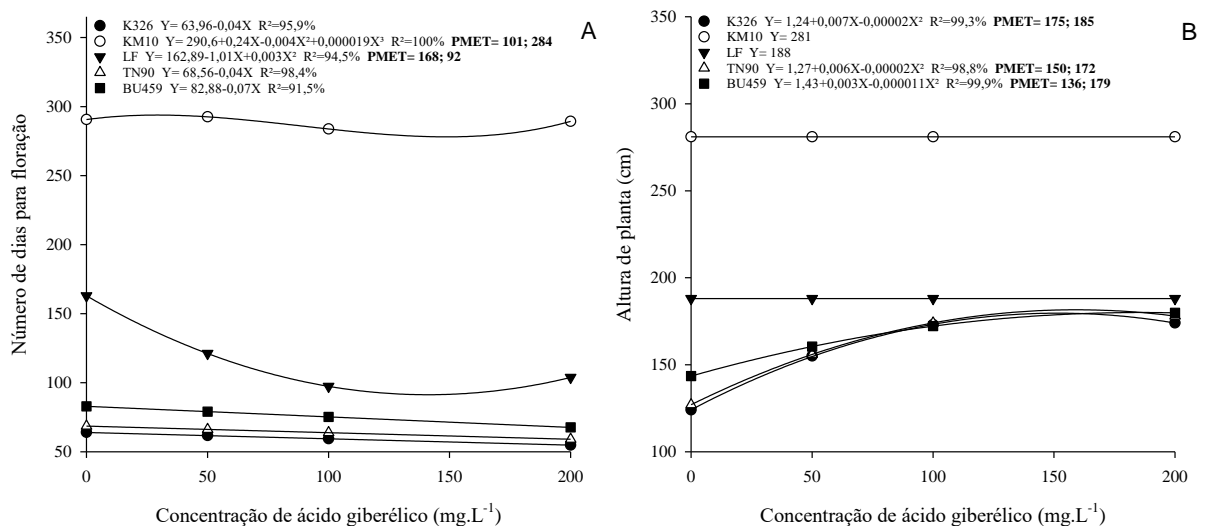 K326 Y= 63,96-0,04X R²=95,9%
KM10 Y= 290,6+0,24X-0,004X²+0,000019X³ R²=100% PMET= 101; 284
LF Y= 162,89-1,01X+0,003X² R²=94,5% PMET= 168; 92
TN90 Y= 68,56-0,04X R²=98,4%
BU459 Y= 82,88-0,07X R²=91,5%
A
Número de dias para floração
350
300
250
200
150
100
50
0 50 100 150 200
Concentração de ácido giberélico (mg.L⁻¹)
K326 Y= 1,24+0,007X-0,00002X² R²=99,3% PMET= 175; 185
KM10 Y= 281
LF Y= 188
TN90 Y= 1,27+0,006X-0,00002X² R²=98,8% PMET= 150; 172
BU459 Y= 1,43+0,003X-0,000011X² R²=99,9% PMET= 136; 179
B
Altura de planta (cm)
350
300
250
200
150
100
0 50 100 150 200
Concentração de ácido giberélico (mg.L⁻¹)